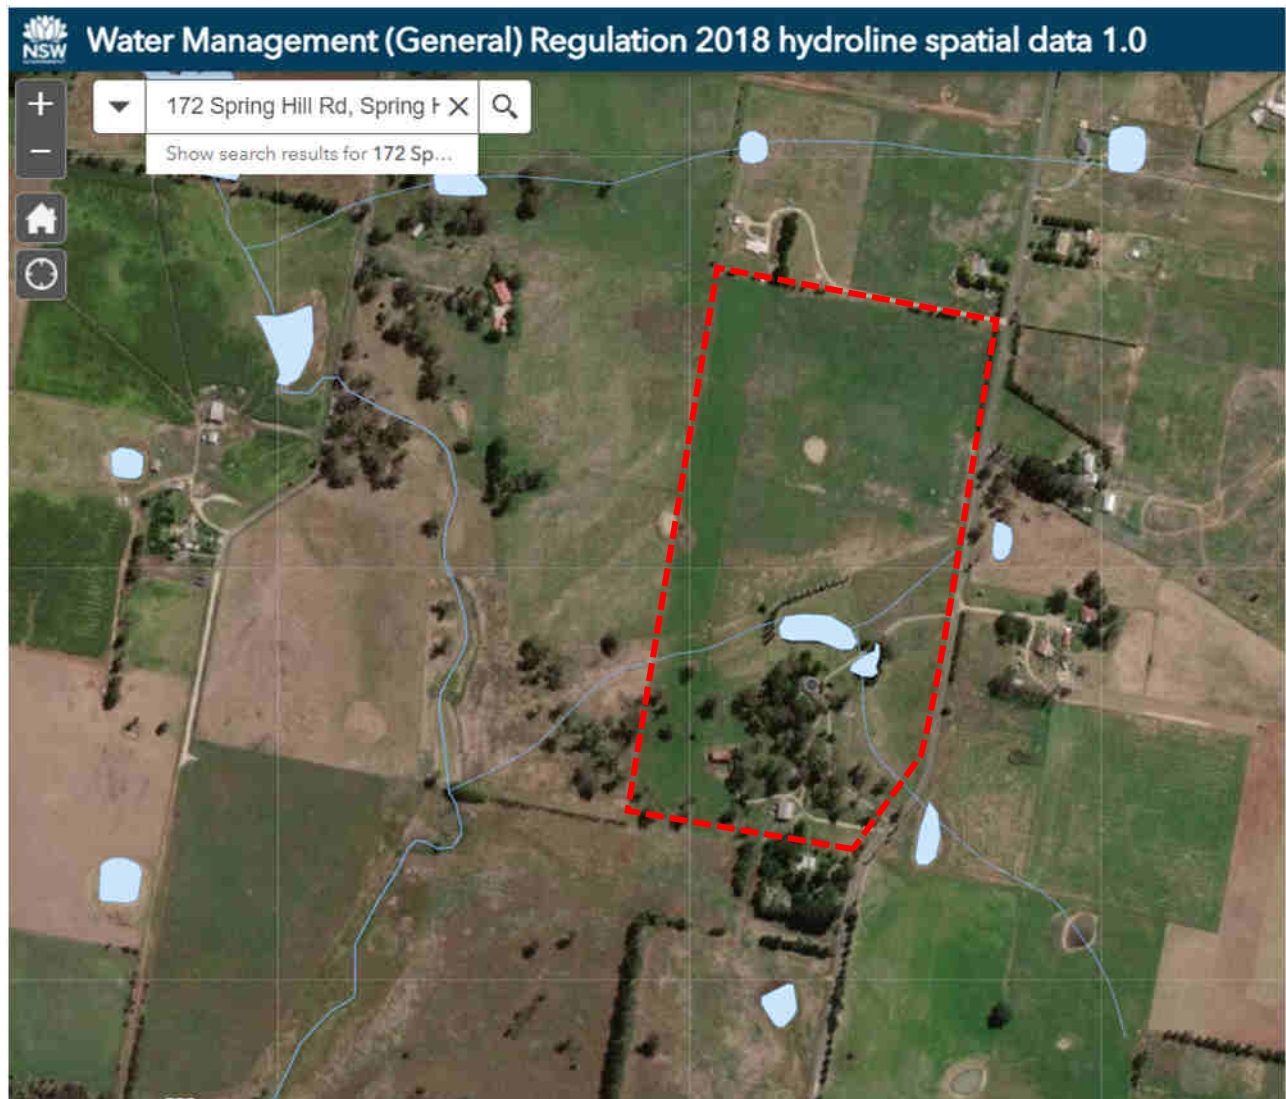 NSW
GOVERNMENT
Water Management (General) Regulation 2018 hydroline spatial data 1.0
+
172 Spring Hill Rd, Spring H
−
Show search results for 172 Sp...